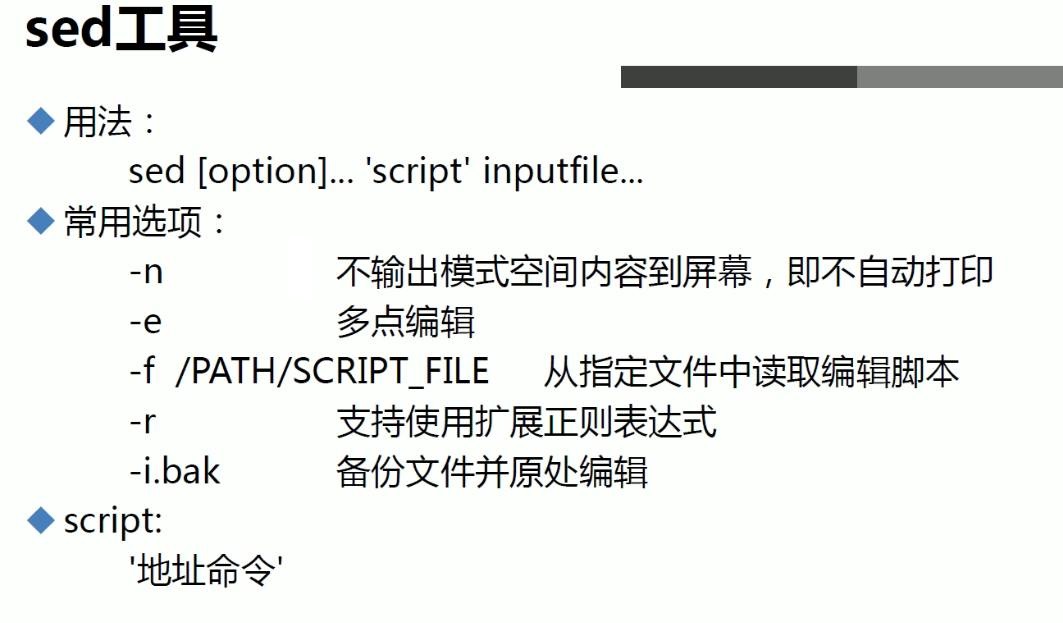 sed工具
用法：
sed [option]... 'script' inputfile...
常用选项：
-n 不输出模式空间内容到屏幕，即不自动打印
-e 多点编辑
-f /PATH/SCRIPT_FILE 从指定文件中读取编辑脚本
-r 支持使用扩展正则表达式
-i.bak 备份文件并原处编辑
script:
'地址命令'